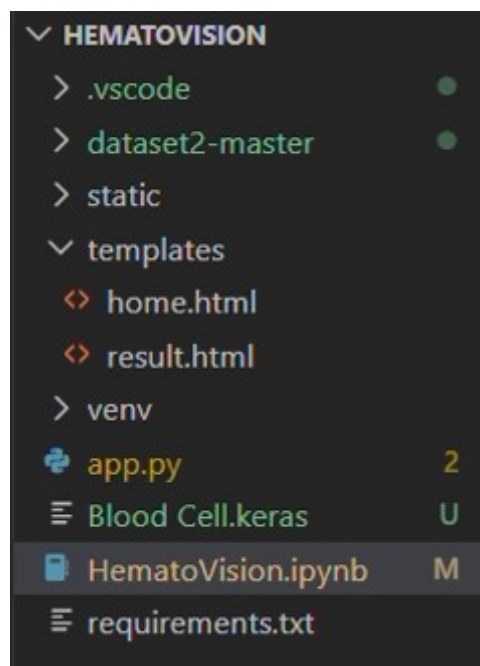 HEMATOVISION
.vscode
dataset2-master
static
templates
home.html
result.html
venv
app.py 2
Blood Cell.keras U
HematoVision.ipynb M
requirements.txt